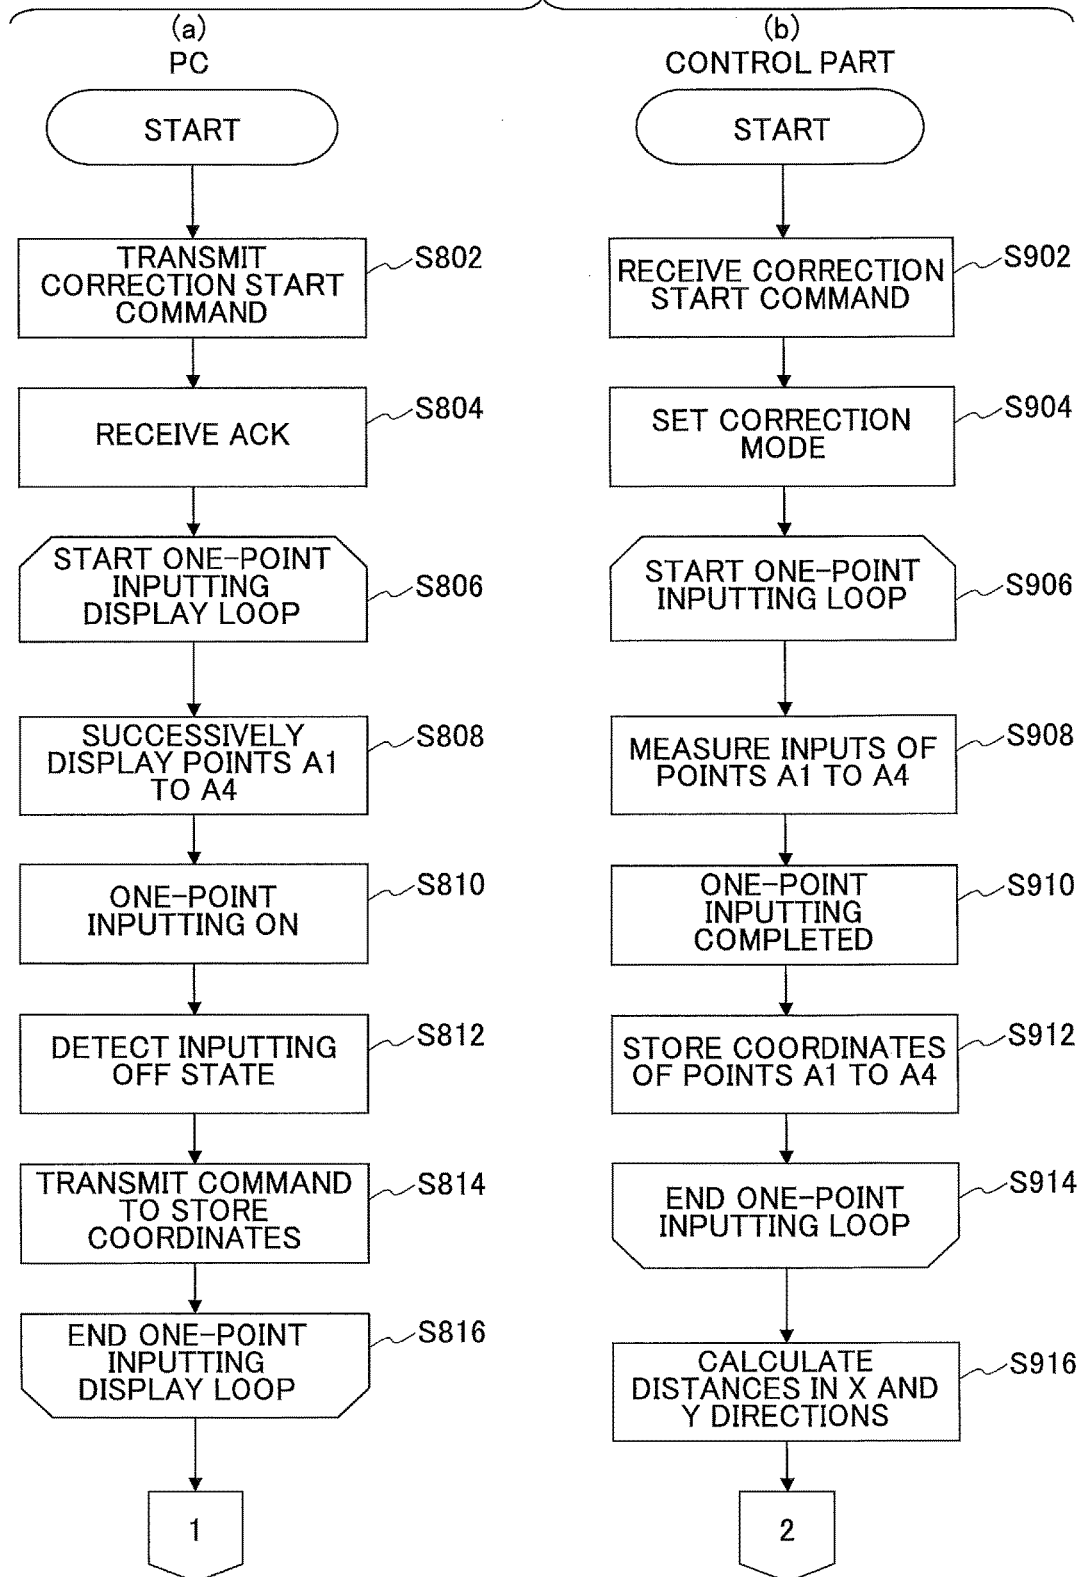 (a)
PC
START
TRANSMIT
CORRECTION START
COMMAND
S802
RECEIVE ACK
S804
START ONE-POINT
INPUTTING
DISPLAY LOOP
S806
SUCCESSIVELY
DISPLAY POINTS A1
TO A4
S808
ONE-POINT
INPUTTING ON
S810
DETECT INPUTTING
OFF STATE
S812
TRANSMIT COMMAND
TO STORE
COORDINATES
S814
END ONE-POINT
INPUTTING
DISPLAY LOOP
S816
1
(b)
CONTROL PART
START
RECEIVE CORRECTION
START COMMAND
S902
SET CORRECTION
MODE
S904
START ONE-POINT
INPUTTING LOOP
S906
MEASURE INPUTS OF
POINTS A1 TO A4
S908
ONE-POINT
INPUTTING
COMPLETED
S910
STORE COORDINATES
OF POINTS A1 TO A4
S912
END ONE-POINT
INPUTTING LOOP
S914
CALCULATE
DISTANCES IN X AND
Y DIRECTIONS
S916
2